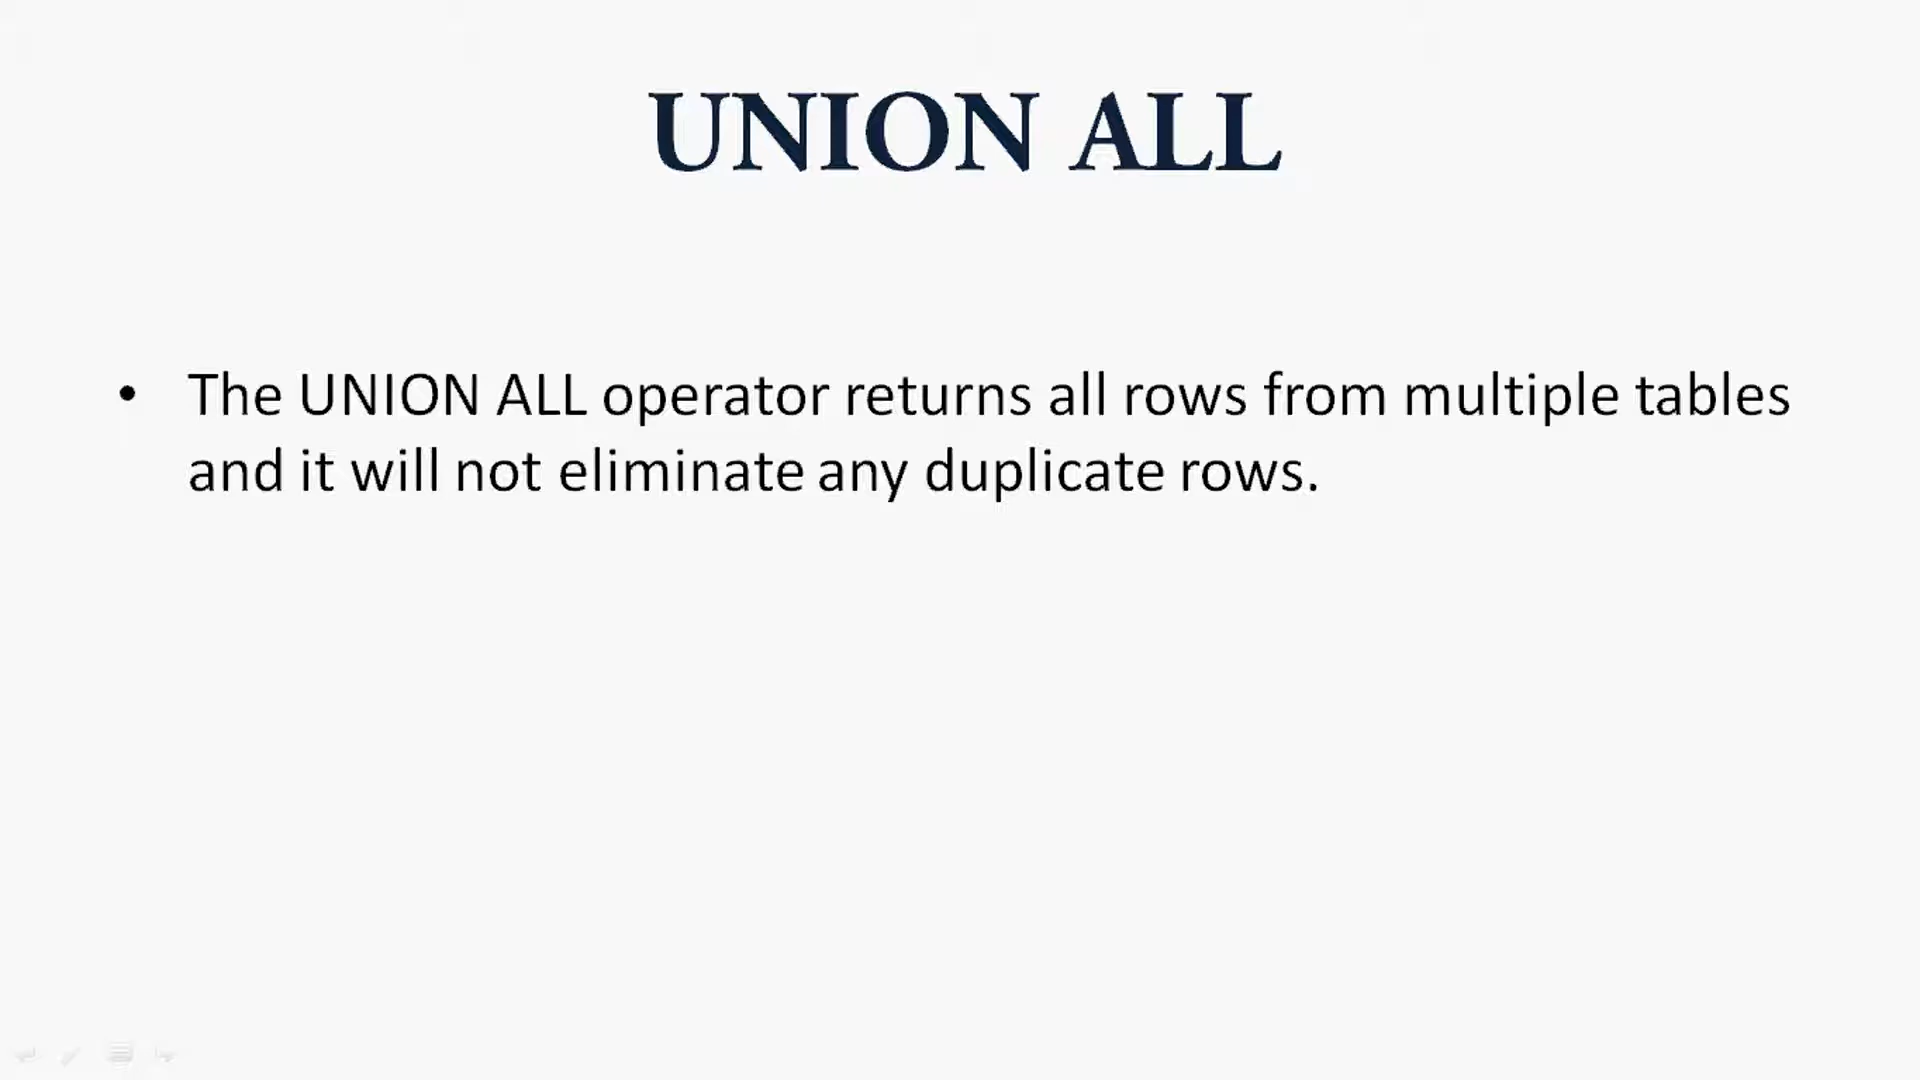 UNION ALL
• The UNION ALL operator returns all rows from multiple tables
and it will not eliminate any duplicate rows.